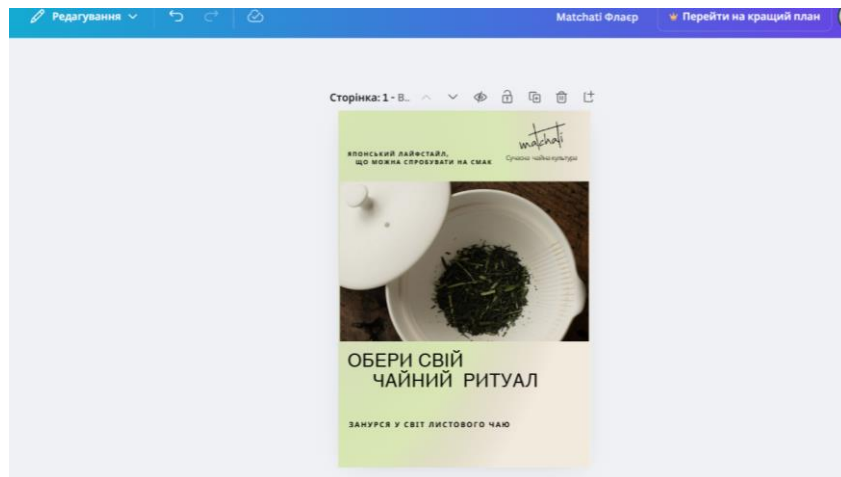 Редагування
Matchati Флаєр
Перейти на кращий план
Сторінка: 1 - В...
ЯПОНСЬКИЙ ЛАЙФСТАЙЛ,
ЩО МОЖНА СПРОБУВАТИ НА СМАК
matchati
Сучасна чайна культура
ОБЕРИ СВІЙ
ЧАЙНИЙ РИТУАЛ
ЗАНУРСЯ У СВІТ ЛИСТОВОГО ЧАЮ